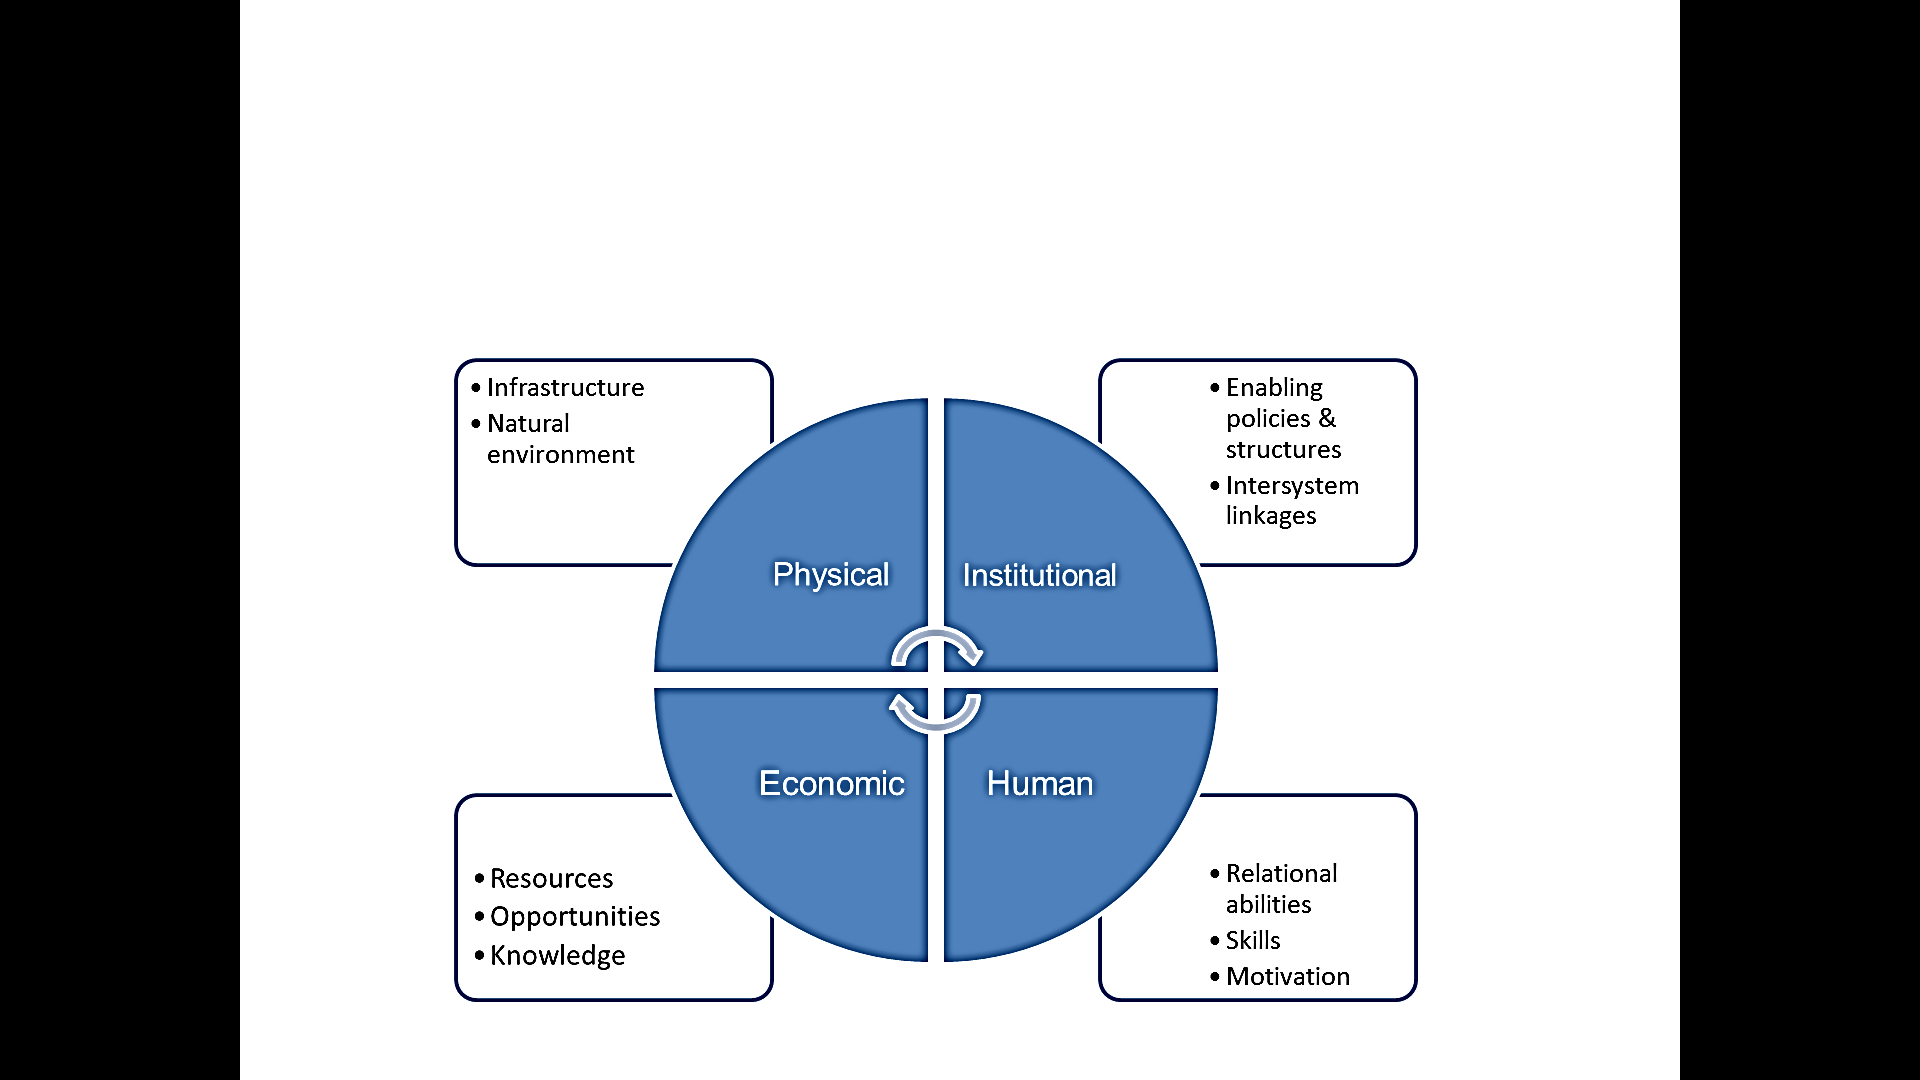 • Infrastructure
• Natural
environment
• Enabling
policies &
structures
• Intersystem
linkages
Physical
Institutional
Economic
Human
• Resources
• Opportunities
• Knowledge
• Relational
abilities
• Skills
• Motivation